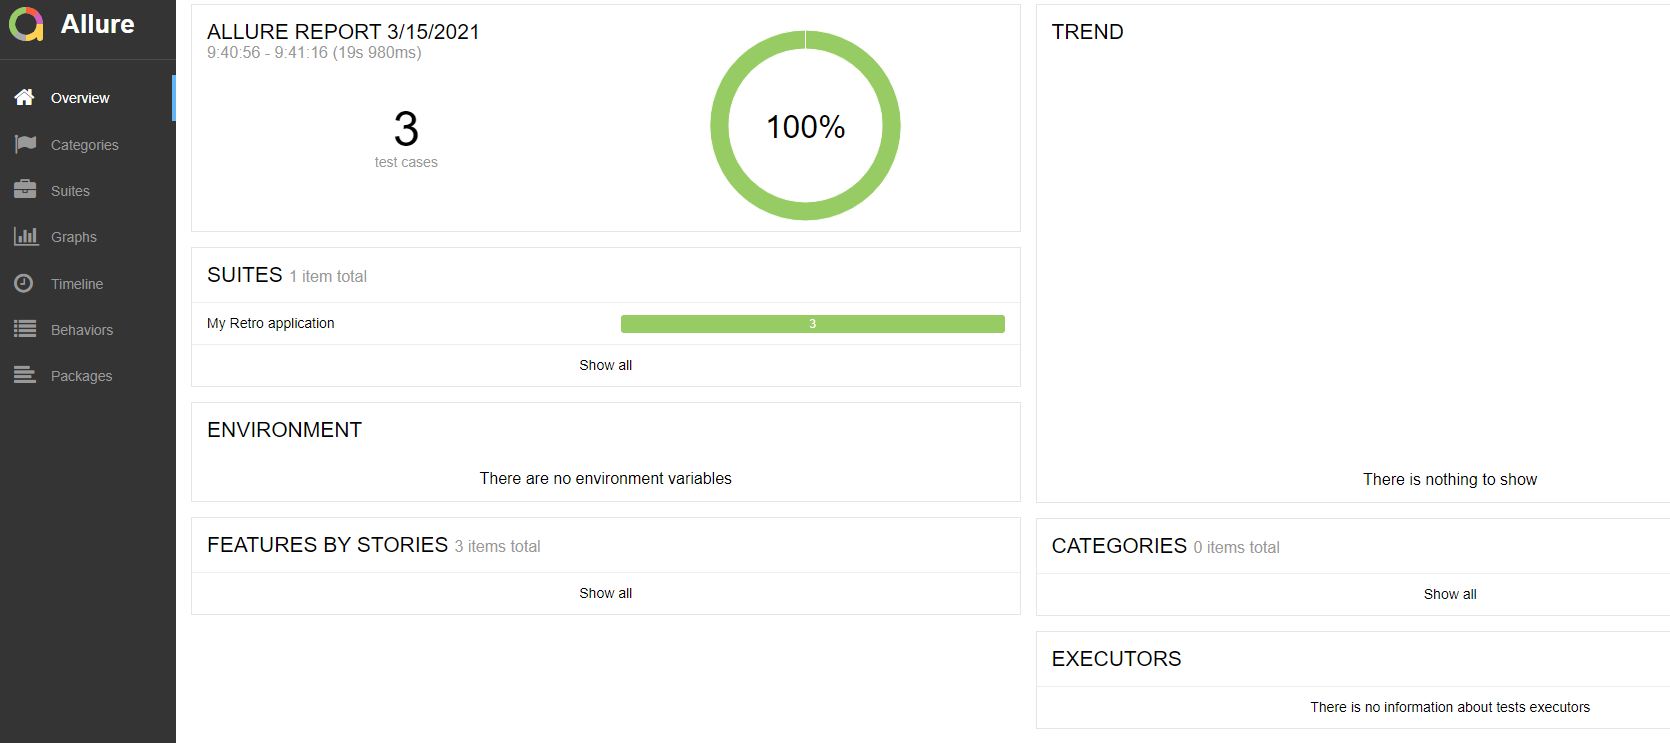 Allure
Overview
Categories
Suites
Graphs
Timeline
Behaviors
Packages
ALLURE REPORT 3/15/2021
9:40:56 - 9:41:16 (19s 980ms)
3
test cases
100%
SUITES 1 item total
My Retro application 3
Show all
ENVIRONMENT
There are no environment variables
FEATURES BY STORIES 3 items total
Show all
TREND
There is nothing to show
CATEGORIES 0 items total
Show all
EXECUTORS
There is no information about tests executors